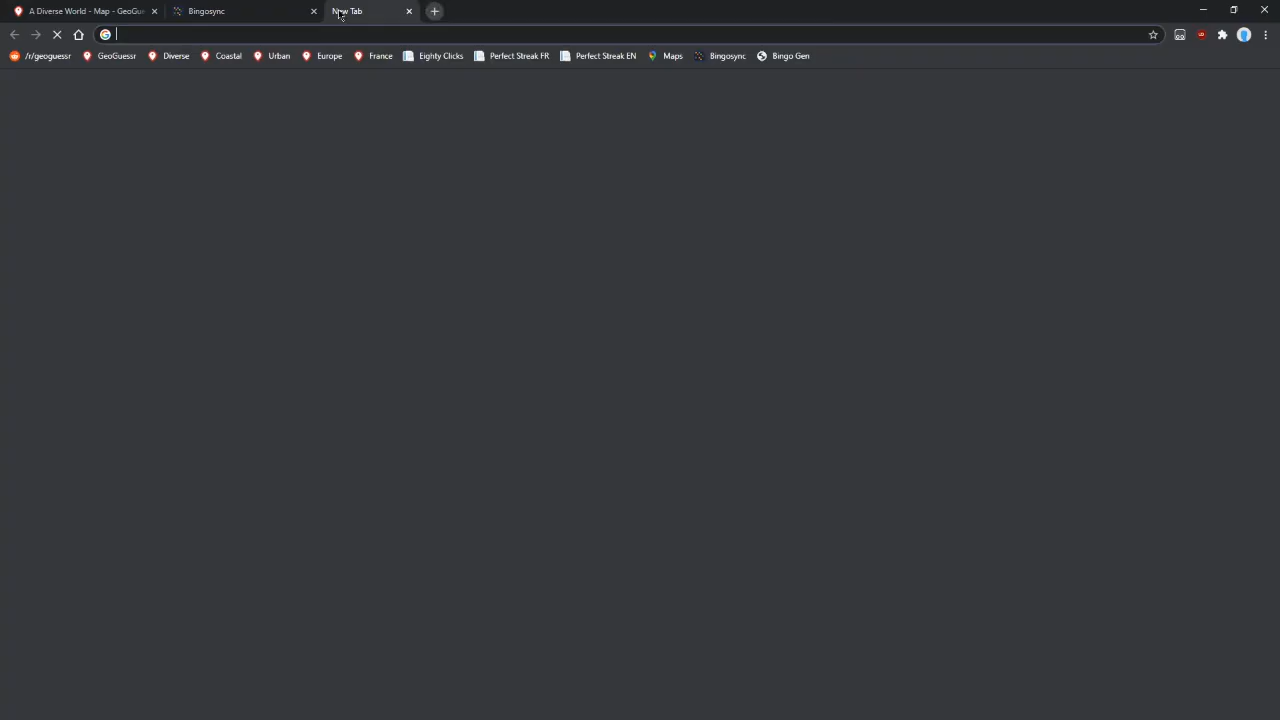 A Diverse World - Map - GeoGue Bingosync New Tab
/r/geoguessr GeoGuessr Diverse Coastal Urban Europe France Eighty Clicks Perfect Streak FR Perfect Streak EN Maps Bingosync Bingo Gen